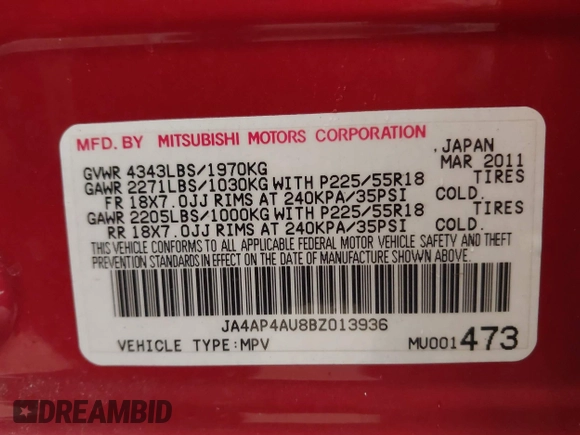 MFD. BY MITSUBISHI MOTORS CORPORATION
, JAPAN
GVWR 4343LBS/1970KG MAR 2011
GAWR 2271LBS/1030KG WITH P225/55R18 TIRES
FR 18X7.0JJ RIMS AT 240KPA/35PSI COLD.
GAWR 2205LBS/1000KG WITH P225/55R18 TIRES
RR 18X7.0JJ RIMS AT 240KPA/35PSI COLD.
THIS VEHICLE CONFORMS TO ALL APPLICABLE FEDERAL MOTOR VEHICLE SAFETY AND THEFT
PREVENTION STANDARDS IN EFFECT ON THE DATE OF MANUFACTURE SHOWN ABOVE.
JA4AP4AU8BZ013936
VEHICLE TYPE:MPV MU001473
DREAMBID